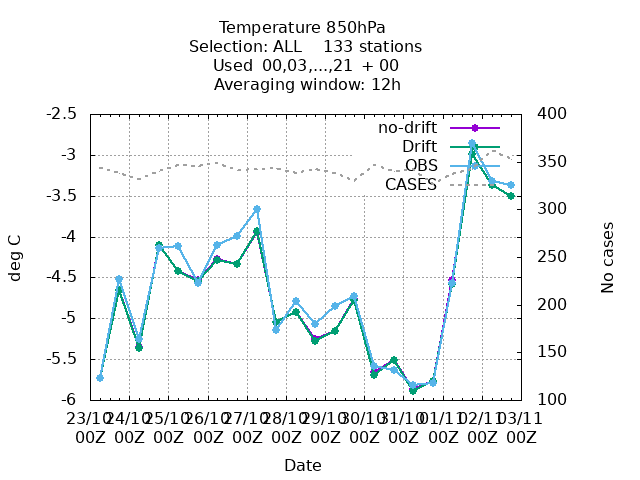 Temperature 850hPa
Selection: ALL 133 stations
Used 00,03,...,21 + 00
Averaging window: 12h
-2.5
-3
-3.5
-4
-4.5
-5
-5.5
-6
400
350
300
250
200
150
100
no-drift
Drift
OBS
CASES
deg C
No cases
23/10 24/10 25/10 26/10 27/10 28/10 29/10 30/10 31/10 01/11 02/11 03/11
00Z 00Z 00Z 00Z 00Z 00Z 00Z 00Z 00Z 00Z 00Z 00Z
Date